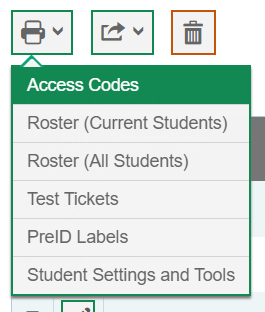 Access Codes
Roster (Current Students)
Roster (All Students)
Test Tickets
PreID Labels
Student Settings and Tools